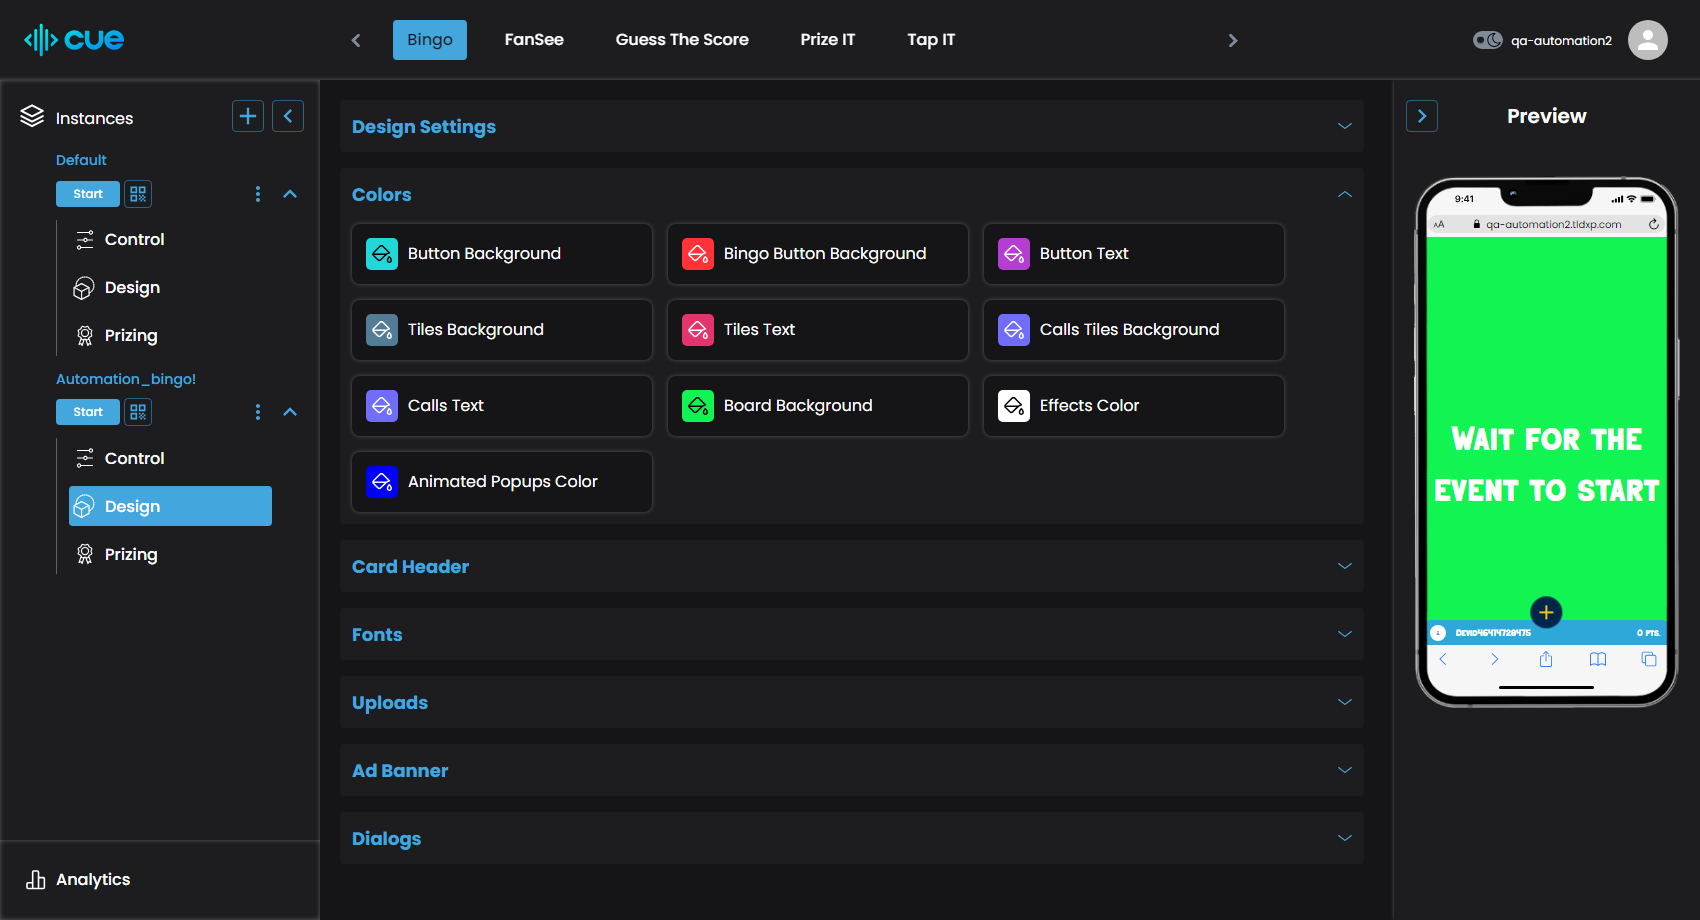 cue
Bingo
FanSee
Guess The Score
Prize IT
Tap IT
qa-automation2
Instances
Default
Start
Control
Design
Prizing
Automation_bingo!
Start
Control
Design
Prizing
Analytics
Design Settings
Colors
Button Background
Bingo Button Background
Button Text
Tiles Background
Tiles Text
Calls Tiles Background
Calls Text
Board Background
Effects Color
Animated Popups Color
Card Header
Fonts
Uploads
Ad Banner
Dialogs
Preview
9:41
AA
qa-automation2.tldxp.com
Wait for the
event to start
0 pts.